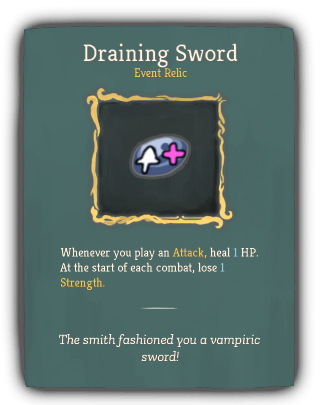 Draining Sword
Event Relic
Whenever you play an Attack, heal 1 HP.
At the start of each combat, lose 1
Strength.
The smith fashioned you a vampiric
sword!